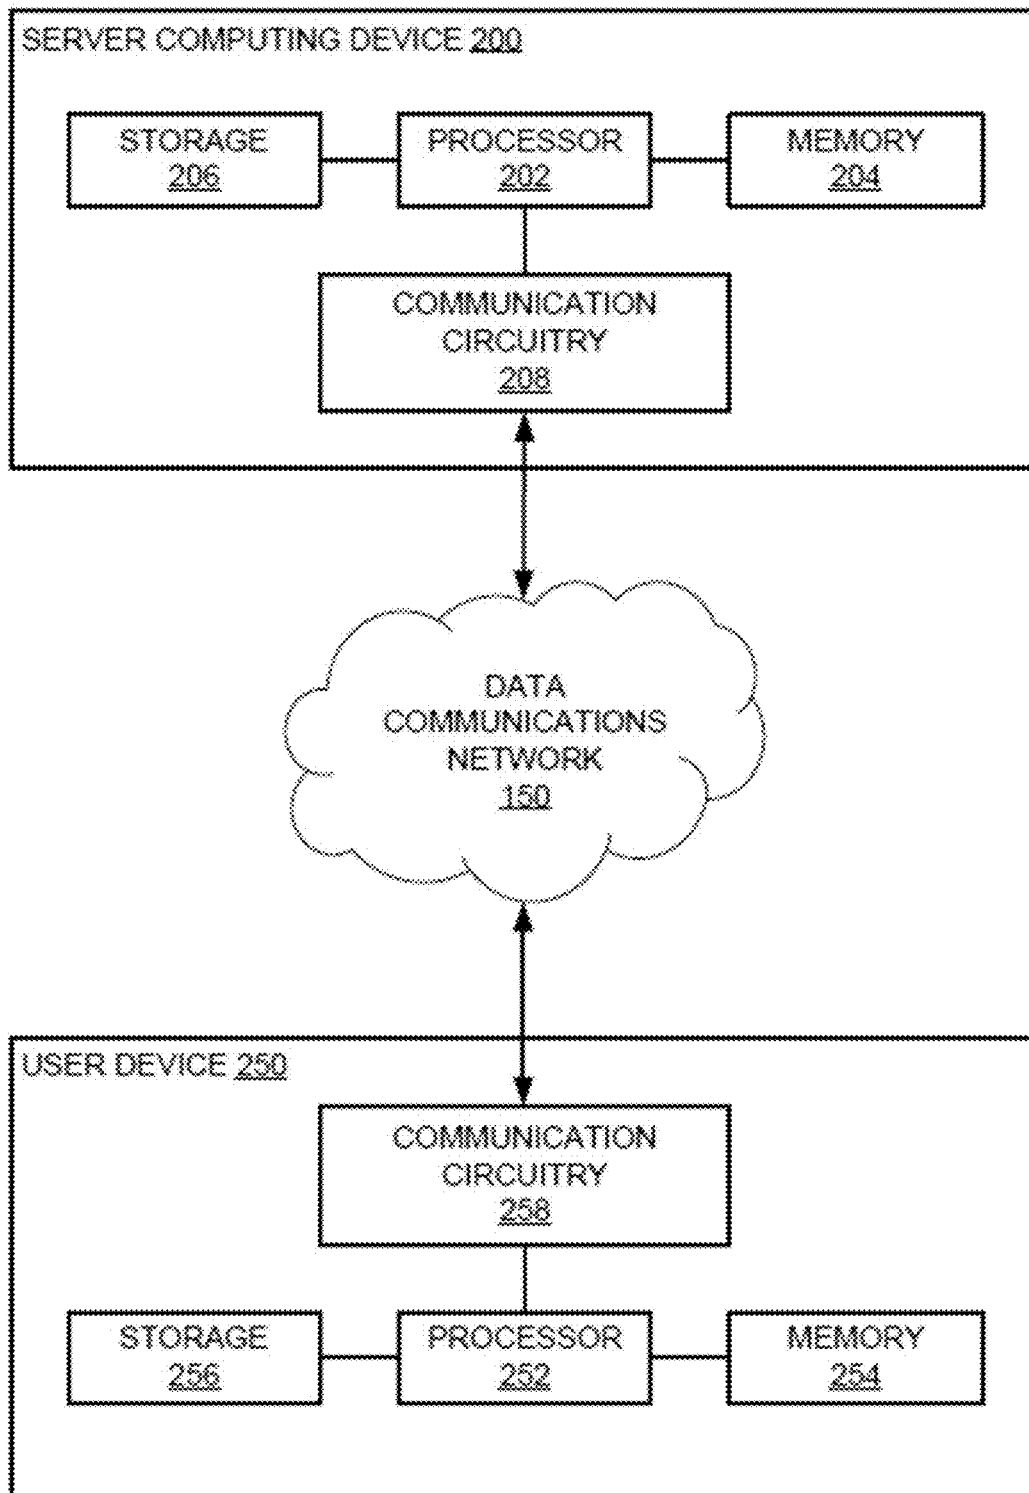 SERVER COMPUTING DEVICE 200
STORAGE
206
PROCESSOR
202
MEMORY
204
COMMUNICATION
CIRCUITRY
208
DATA
COMMUNICATIONS
NETWORK
150
USER DEVICE 250
COMMUNICATION
CIRCUITRY
258
STORAGE
256
PROCESSOR
252
MEMORY
254